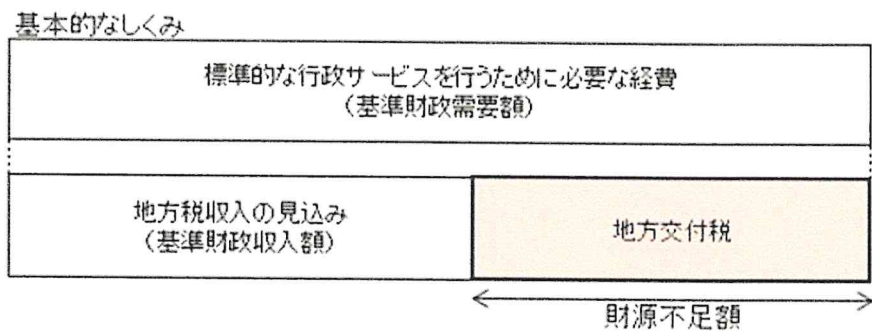 基本的なしくみ
標準的な行政サービスを行うために必要な経費
（基準財政需要額）
地方税収入の見込み
（基準財政収入額）
地方交付税
財源不足額